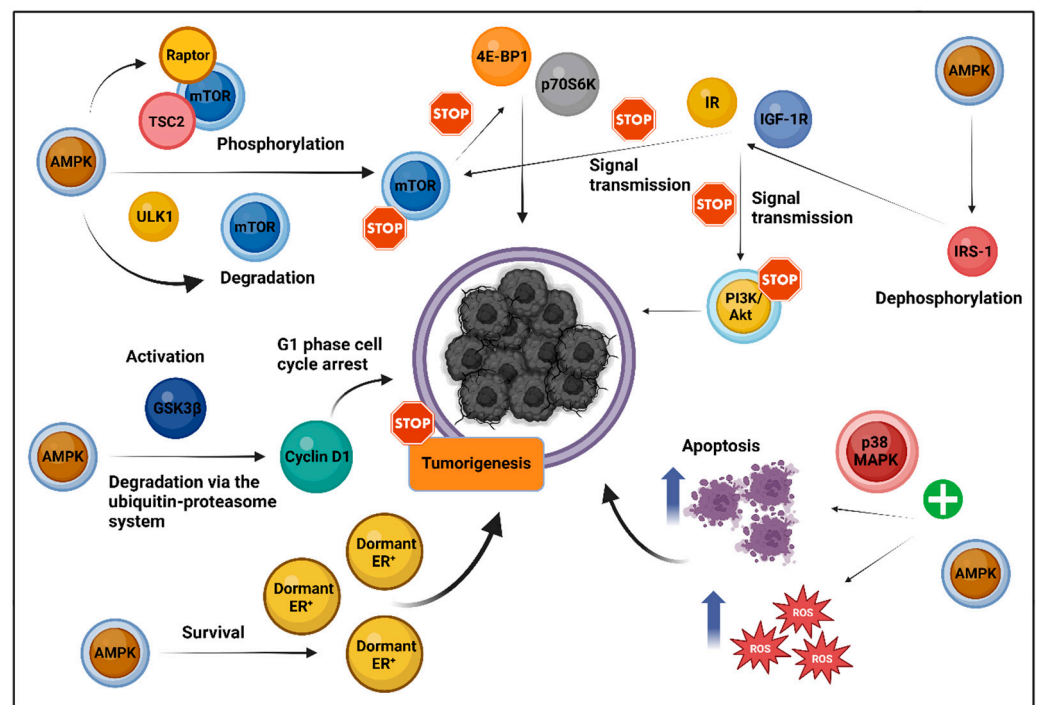 Raptor
mTOR
TSC2
AMPK
Phosphorylation
ULK1
mTOR
Degradation
4E-BP1
p70S6K
STOP
mTOR
STOP
STOP
IR
IGF-1R
Signal
transmission
STOP
Signal
transmission
AMPK
IRS-1
Dephosphorylation
STOP
PI3K/
Akt
Activation
GSK3β
AMPK
Degradation via the
ubiquitin-proteasome
system
G1 phase cell
cycle arrest
Cyclin D1
STOP
Tumorigenesis
Apoptosis
p38
MAPK
AMPK
ROS
ROS
ROS
AMPK
Survival
Dormant
ER⁺
Dormant
ER⁺
Dormant
ER⁺